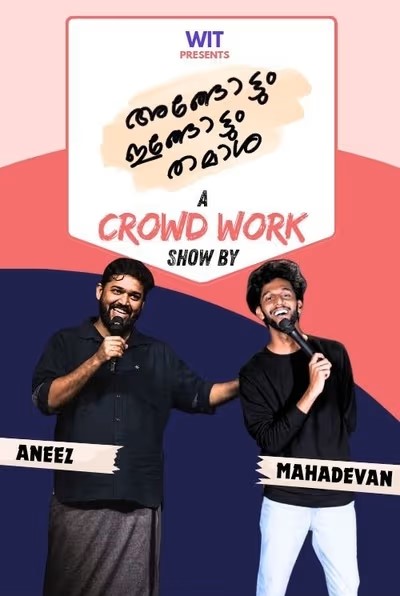 WIT
PRESENTS
അങ്ങോട്ടും
ഇങ്ങോട്ടും
തമാശ
A
CROWD WORK
SHOW BY
ANEEZ
MAHADEVAN